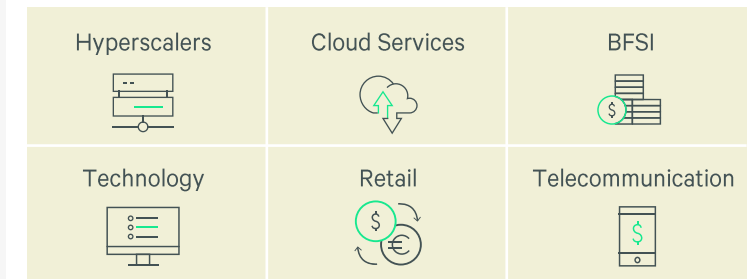 Hyperscalers
Cloud Services
BFSI
$
Technology
Retail
Telecommunication
$
€
$